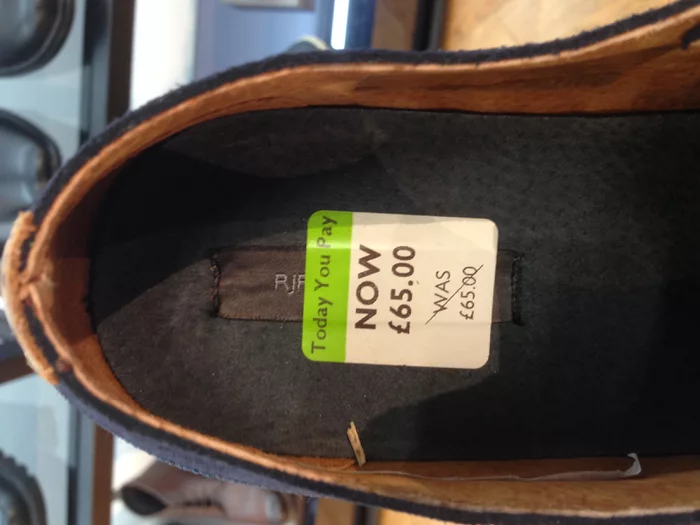 Today You Pay
NOW
£65.00
WAS
£65.00